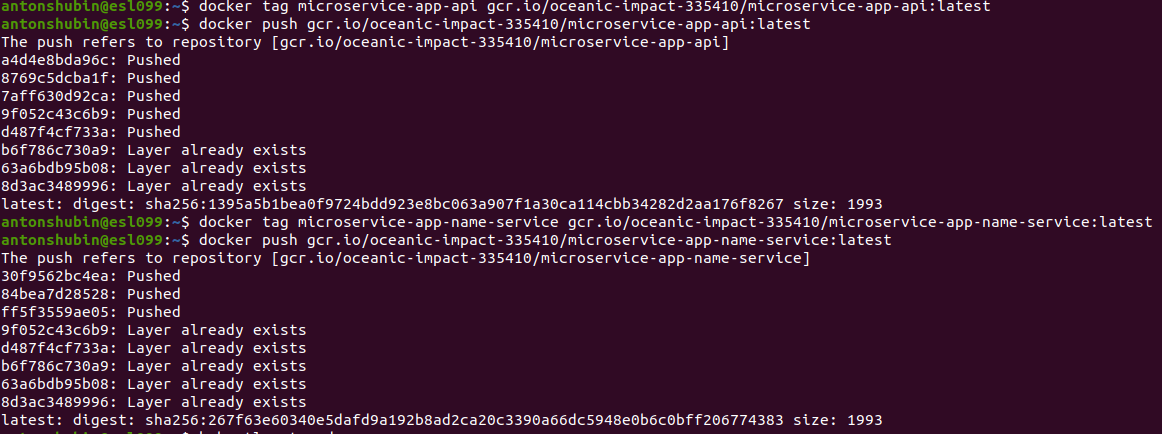 antonshubin@esl099:~$ docker tag microservice-app-api gcr.io/oceanic-impact-335410/microservice-app-api:latest
antonshubin@esl099:~$ docker push gcr.io/oceanic-impact-335410/microservice-app-api:latest
The push refers to repository [gcr.io/oceanic-impact-335410/microservice-app-api]
a4d4e8bda96c: Pushed
8769c5dcba1f: Pushed
7aff630d92ca: Pushed
9f052c43c6b9: Pushed
d487f4cf733a: Pushed
b6f786c730a9: Layer already exists
63a6bdb95b08: Layer already exists
8d3ac3489996: Layer already exists
latest: digest: sha256:1395a5b1bea0f9724bdd923e8bc063a907f1a30ca114cbb34282d2aa176f8267 size: 1993
antonshubin@esl099:~$ docker tag microservice-app-name-service gcr.io/oceanic-impact-335410/microservice-app-name-service:latest
antonshubin@esl099:~$ docker push gcr.io/oceanic-impact-335410/microservice-app-name-service:latest
The push refers to repository [gcr.io/oceanic-impact-335410/microservice-app-name-service]
30f9562bc4ea: Pushed
84bea7d28528: Pushed
ff5f3559ae05: Pushed
9f052c43c6b9: Layer already exists
d487f4cf733a: Layer already exists
b6f786c730a9: Layer already exists
63a6bdb95b08: Layer already exists
8d3ac3489996: Layer already exists
latest: digest: sha256:267f63e60340e5dafd9a192b8ad2ca20c3390a66dc5948e0b6c0bff206774383 size: 1993